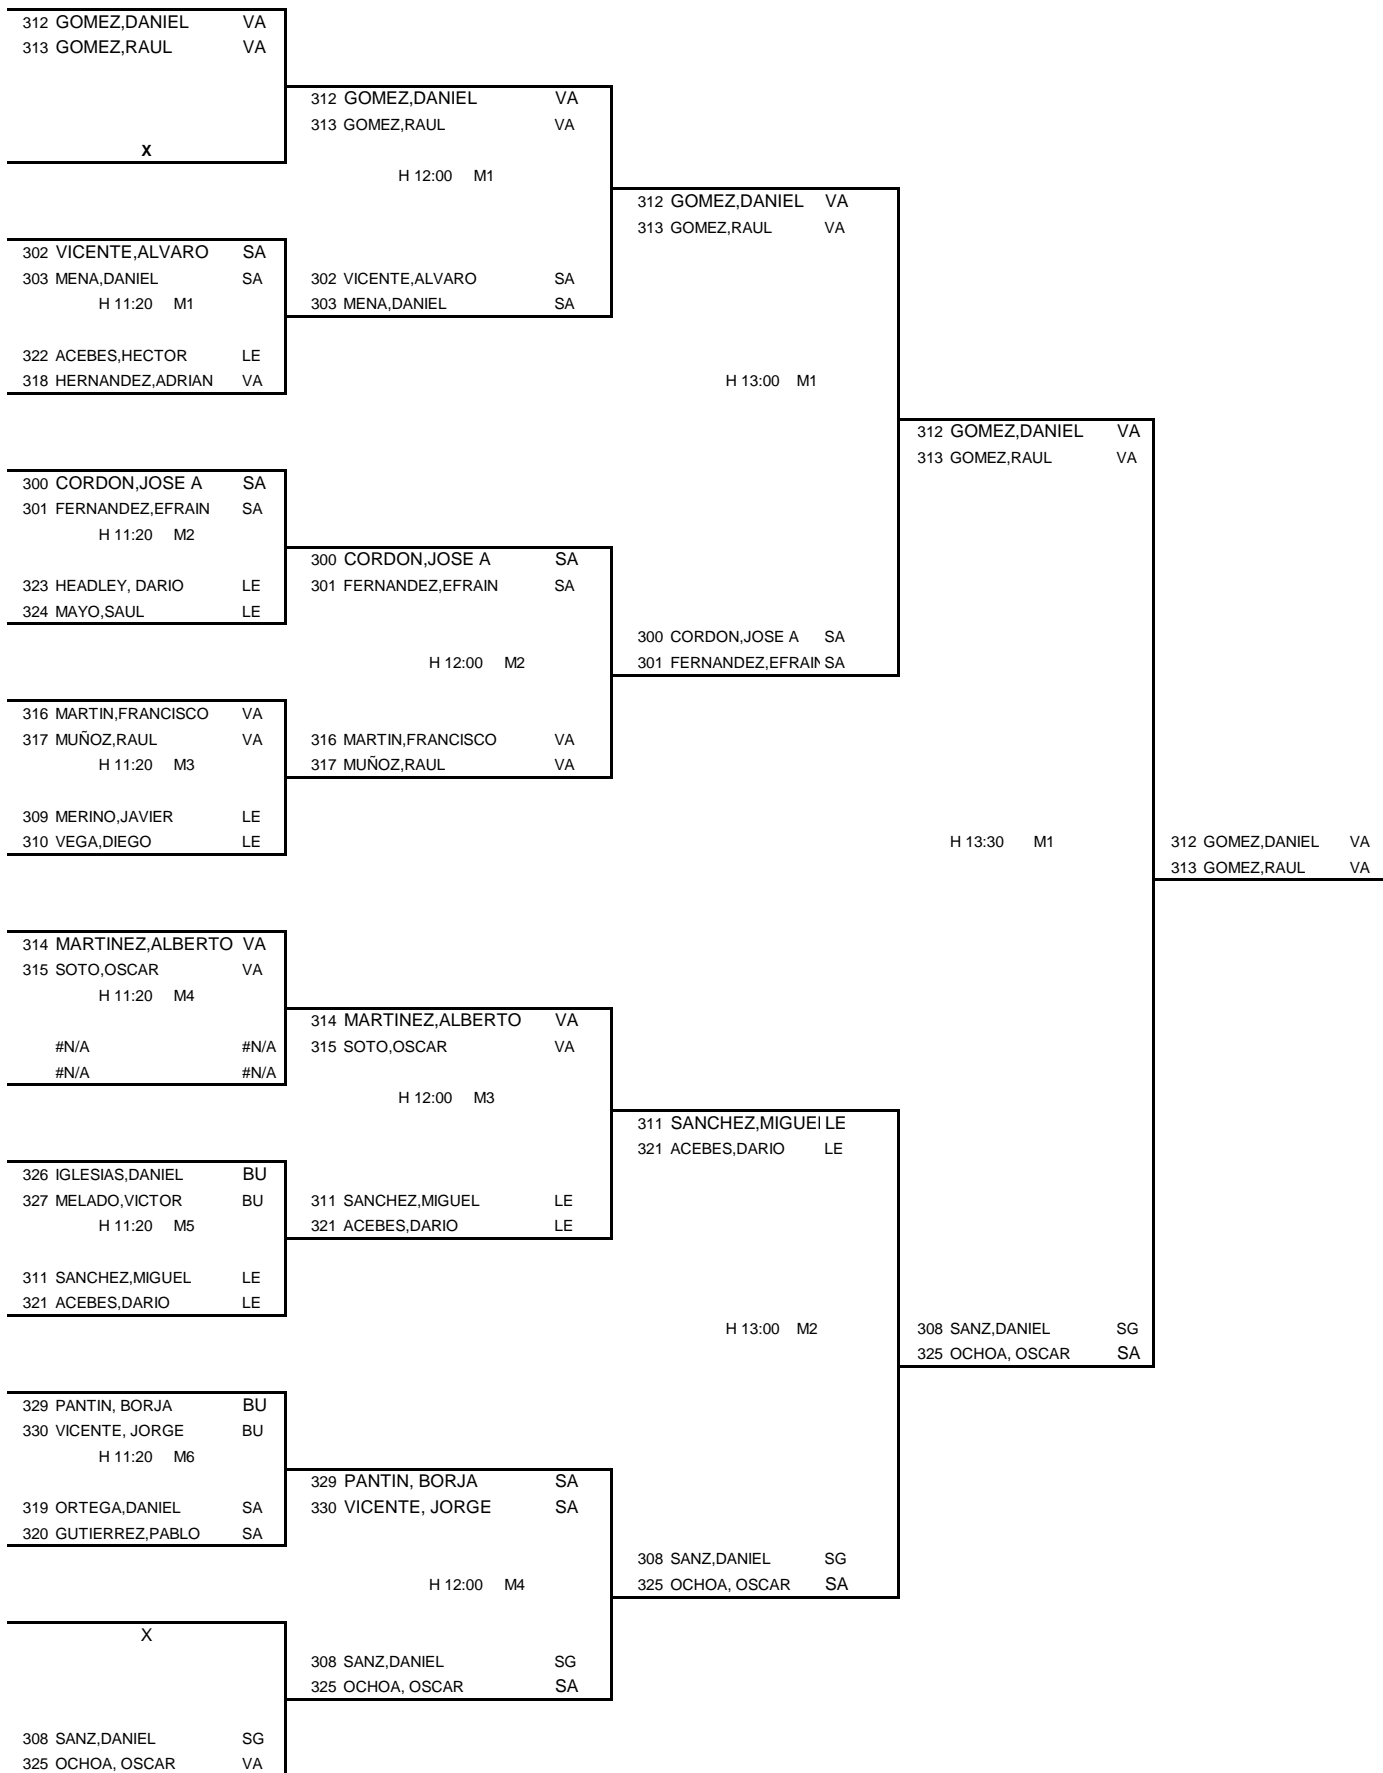 312 GOMEZ,DANIEL VA
313 GOMEZ,RAUL VA
312 GOMEZ,DANIEL VA
313 GOMEZ,RAUL VA
X
H 12:00 M1
312 GOMEZ,DANIEL VA
313 GOMEZ,RAUL VA
302 VICENTE,ALVARO SA
303 MENA,DANIEL SA 302 VICENTE,ALVARO SA
H 11:20 M1 303 MENA,DANIEL SA
322 ACEBES,HECTOR LE
318 HERNANDEZ,ADRIAN VA H 13:00 M1
312 GOMEZ,DANIEL VA
313 GOMEZ,RAUL VA
300 CORDON,JOSE A SA
301 FERNANDEZ,EFRAIN SA
H 11:20 M2
300 CORDON,JOSE A SA
323 HEADLEY, DARIO LE 301 FERNANDEZ,EFRAIN SA
324 MAYO,SAUL LE
300 CORDON,JOSE A SA
H 12:00 M2 301 FERNANDEZ,EFRAIN SA
316 MARTIN,FRANCISCO VA
317 MUÑOZ,RAUL VA 316 MARTIN,FRANCISCO VA
H 11:20 M3 317 MUÑOZ,RAUL VA
309 MERINO,JAVIER LE
310 VEGA,DIEGO LE H 13:30 M1 312 GOMEZ,DANIEL VA
313 GOMEZ,RAUL VA
314 MARTINEZ,ALBERTO VA
315 SOTO,OSCAR VA
H 11:20 M4
314 MARTINEZ,ALBERTO VA
#N/A #N/A 315 SOTO,OSCAR VA
#N/A #N/A
H 12:00 M3
311 SANCHEZ,MIGUEL LE
321 ACEBES,DARIO LE
326 IGLESIAS,DANIEL BU
327 MELADO,VICTOR BU 311 SANCHEZ,MIGUEL LE
H 11:20 M5 321 ACEBES,DARIO LE
311 SANCHEZ,MIGUEL LE
321 ACEBES,DARIO LE
H 13:00 M2 308 SANZ,DANIEL SG
325 OCHOA, OSCAR SA
329 PANTIN, BORJA BU
330 VICENTE, JORGE BU
H 11:20 M6
329 PANTIN, BORJA SA
319 ORTEGA,DANIEL SA 330 VICENTE, JORGE SA
320 GUTIERREZ,PABLO SA
308 SANZ,DANIEL SG
H 12:00 M4 325 OCHOA, OSCAR SA
X
308 SANZ,DANIEL SG
325 OCHOA, OSCAR SA
308 SANZ,DANIEL SG
325 OCHOA, OSCAR VA